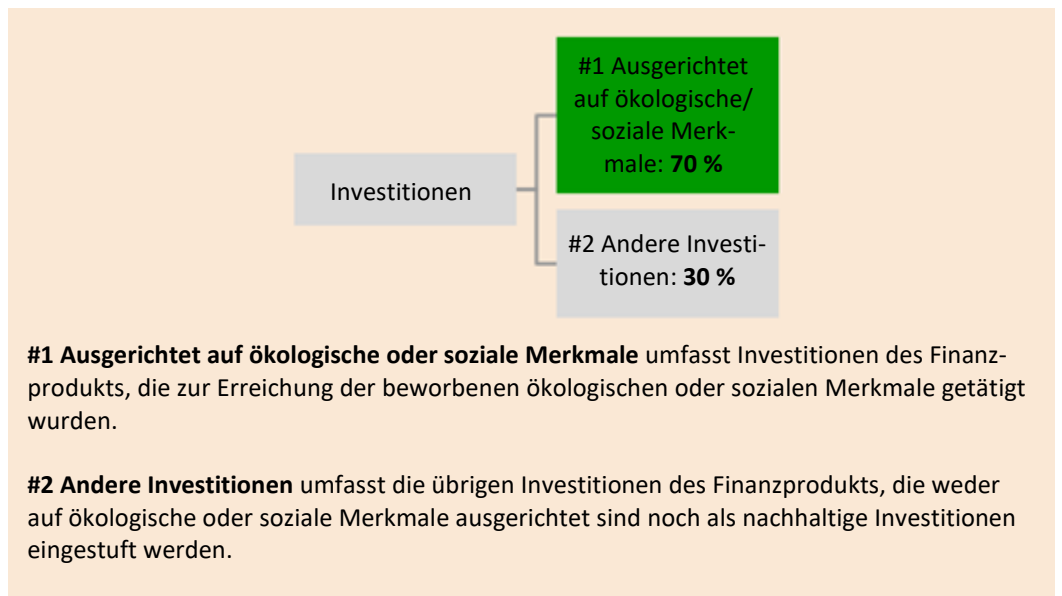 #1 Ausgerichtet
auf ökologische/
soziale Merk-
male: 70 %
Investitionen
#2 Andere Investi-
tionen: 30 %
#1 Ausgerichtet auf ökologische oder soziale Merkmale umfasst Investitionen des Finanz-
produkts, die zur Erreichung der beworbenen ökologischen oder sozialen Merkmale getätigt
wurden.
#2 Andere Investitionen umfasst die übrigen Investitionen des Finanzprodukts, die weder
auf ökologische oder soziale Merkmale ausgerichtet sind noch als nachhaltige Investitionen
eingestuft werden.